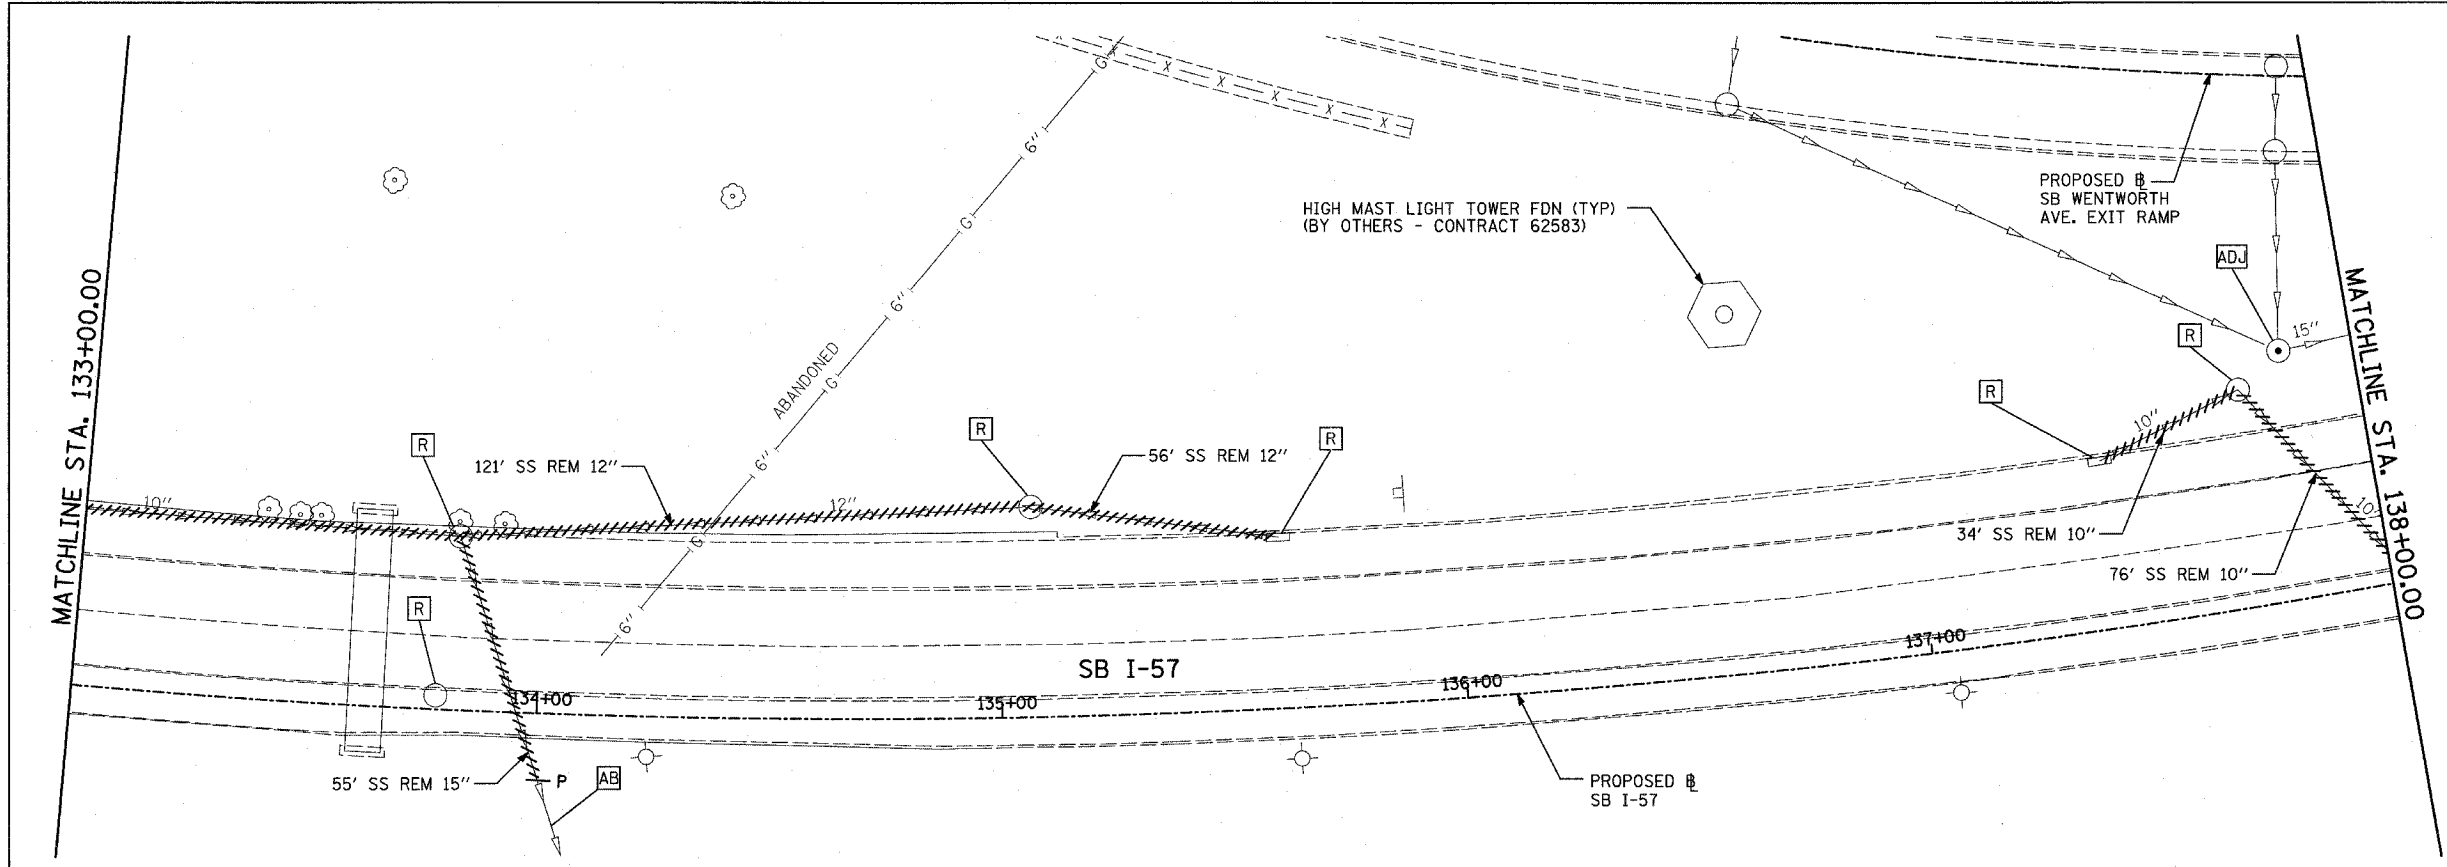 MATCHLINE STA. 133+00.00
10''
R
121' SS REM 12''
ABANDONED
G
6''
G
6''
G
6''
G
6''
X
X
X
X
X
X
12''
R
56' SS REM 12''
R
HIGH MAST LIGHT TOWER FDN (TYP)
(BY OTHERS - CONTRACT 62583)
PROPOSED ℄
SB WENTWORTH
AVE. EXIT RAMP
ADJ
15''
R
R
10''
34' SS REM 10''
76' SS REM 10''
10''
MATCHLINE STA. 138+00.00
R
SB I-57
134+00
135+00
136+00
137+00
55' SS REM 15''
P
AB
PROPOSED ℄
SB I-57